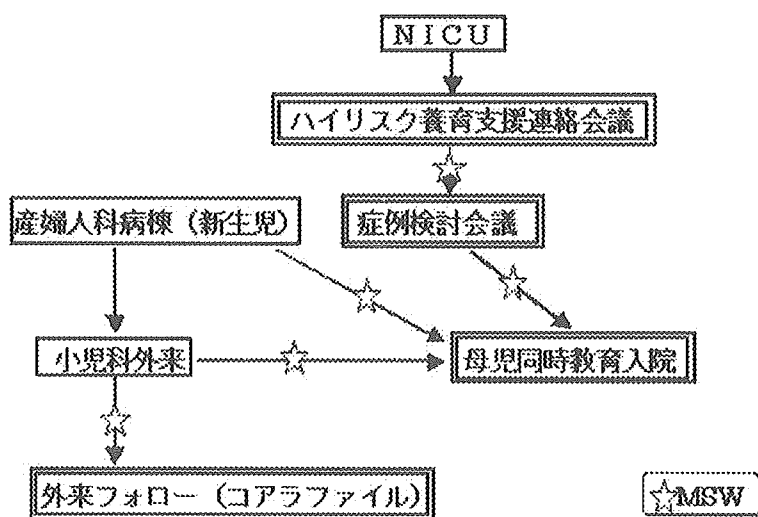 NICU
ハイリスク養育支援連絡会議
産婦人科病棟（新生児）
症例検討会議
小児科外来
母児同時教育入院
外来フォロー（コアラファイル）
☆MSW